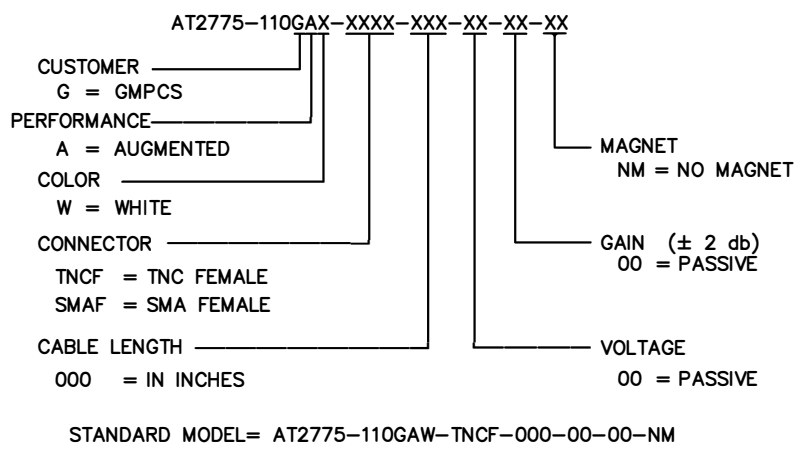 AT2775-110GAX-XXXX-XXX-XX-XX-XX
CUSTOMER
G = GMPCS
PERFORMANCE
A = AUGMENTED
COLOR
W = WHITE
CONNECTOR
TNCF = TNC FEMALE
SMAF = SMA FEMALE
CABLE LENGTH
000 = IN INCHES
MAGNET
NM = NO MAGNET
GAIN (± 2 db)
00 = PASSIVE
VOLTAGE
00 = PASSIVE
STANDARD MODEL= AT2775-110GAW-TNCF-000-00-00-NM